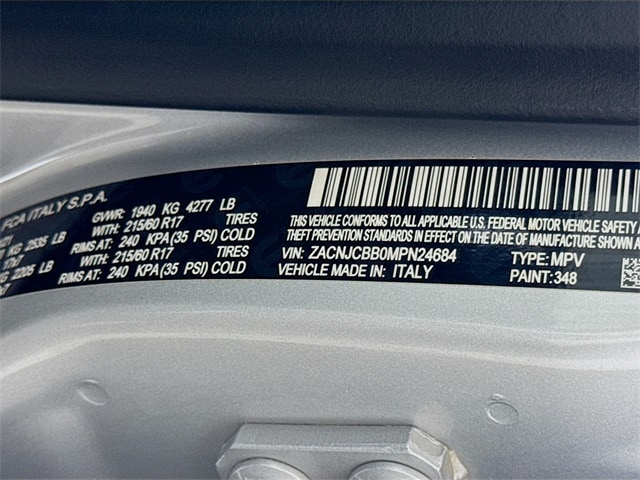 FCA ITALY S.P.A.
GVWR: 1940 KG 4277 LB
KG 2535 LB WITH: 215/60 R17 TIRES
RIMS AT: 240 KPA (35 PSI) COLD
KG 2205 LB WITH: 215/60 R17 TIRES
RIMS AT: 240 KPA (35 PSI) COLD
THIS VEHICLE CONFORMS TO ALL APPLICABLE U.S. FEDERAL MOTOR VEHICLE SAFETY
THEFT PREVENTION STANDARDS IN EFFECT ON THE DATE OF MANUFACTURE SHOWN
VIN: ZACNJCBB0MPN24684 TYPE: MPV
VEHICLE MADE IN: ITALY PAINT: 348